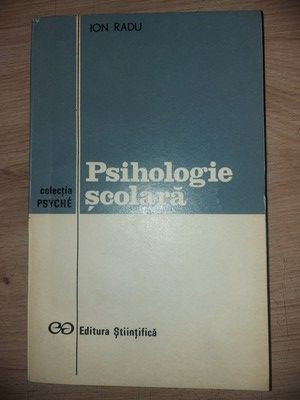 ION RADU
Psihologie
școlară
colecția
PSYCHÉ
Editura Științifică